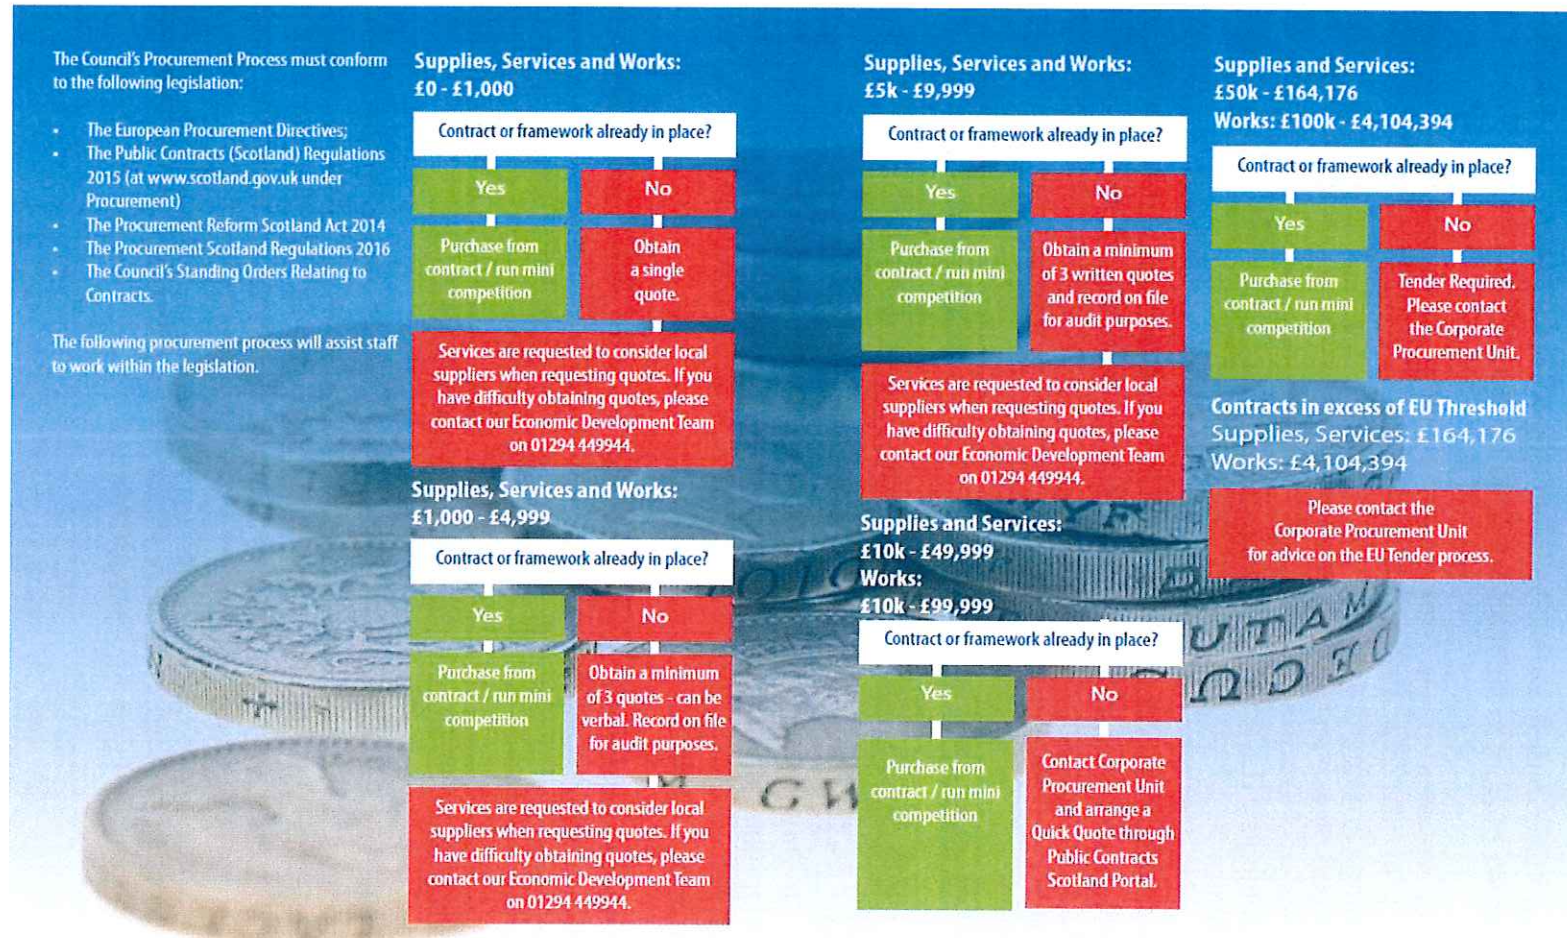 The Council's Procurement Process must conform
to the following legislation:
• The European Procurement Directives;
• The Public Contracts (Scotland) Regulations
2015 (at www.scotland.gov.uk under
Procurement)
• The Procurement Reform Scotland Act 2014
• The Procurement Scotland Regulations 2016
• The Council's Standing Orders Relating to
Contracts.
The following procurement process will assist staff
to work within the legislation.
Supplies, Services and Works:
£0 - £1,000
Contract or framework already in place?
Yes
No
Purchase from
contract / run mini
competition
Obtain
a single
quote.
Services are requested to consider local
suppliers when requesting quotes. If you
have difficulty obtaining quotes, please
contact our Economic Development Team
on 01294 449944.
Supplies, Services and Works:
£1,000 - £4,999
Contract or framework already in place?
Yes
No
Purchase from
contract / run mini
competition
Obtain a minimum
of 3 quotes - can be
verbal. Record on file
for audit purposes.
Services are requested to consider local
suppliers when requesting quotes. If you
have difficulty obtaining quotes, please
contact our Economic Development Team
on 01294 449944.
Supplies, Services and Works:
£5k - £9,999
Contract or framework already in place?
Yes
No
Purchase from
contract / run mini
competition
Obtain a minimum
of 3 written quotes
and record on file
for audit purposes.
Services are requested to consider local
suppliers when requesting quotes. If you
have difficulty obtaining quotes, please
contact our Economic Development Team
on 01294 449944.
Supplies and Services:
£10k - £49,999
Works:
£10k - £99,999
Contract or framework already in place?
Yes
No
Purchase from
contract / run mini
competition
Contact Corporate
Procurement Unit
and arrange a
Quick Quote through
Public Contracts
Scotland Portal.
Supplies and Services:
£50k - £164,176
Works: £100k - £4,104,394
Contract or framework already in place?
Yes
No
Purchase from
contract / run mini
competition
Tender Required.
Please contact
the Corporate
Procurement Unit.
Contracts in excess of EU Threshold
Supplies, Services: £164,176
Works: £4,104,394
Please contact the
Corporate Procurement Unit
for advice on the EU Tender process.